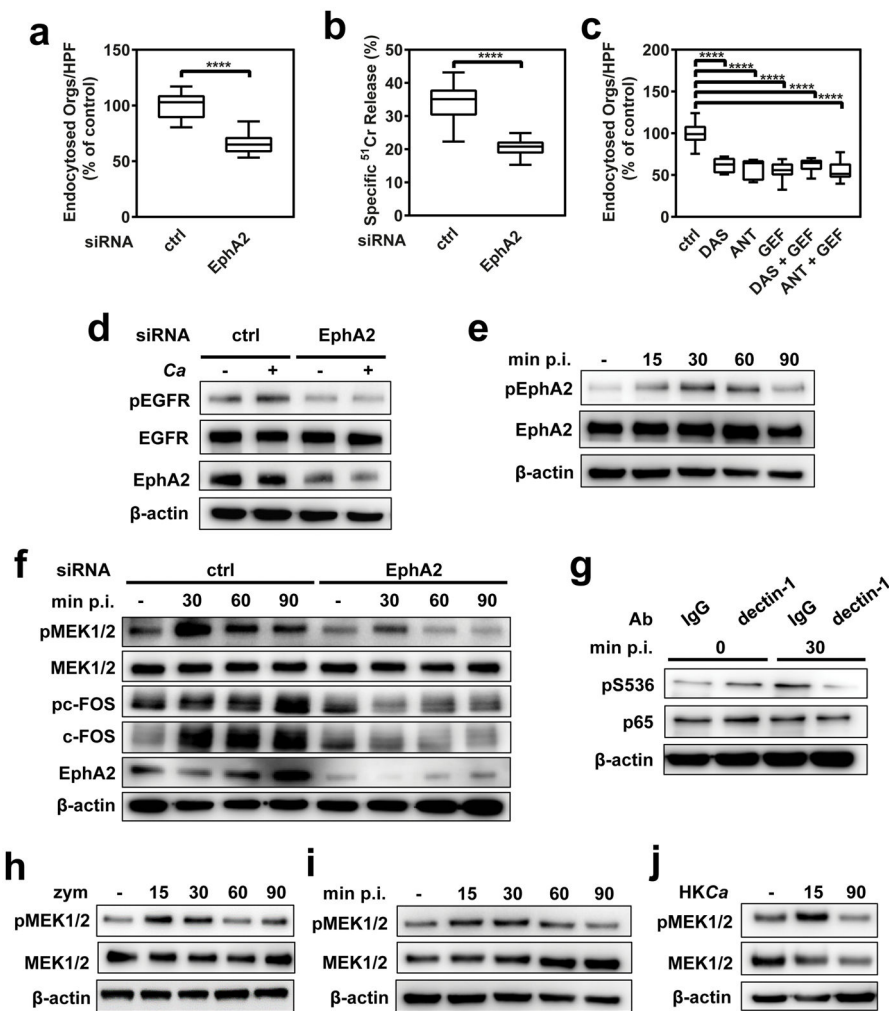 a
Endocytosed Orgs/HPF
(% of control)
150
100
50
0
****
siRNA
ctrl
EphA2
b
Specific ⁵¹Cr Release (%)
50
40
30
20
10
0
****
siRNA
ctrl
EphA2
c
Endocytosed Orgs/HPF
(% of control)
200
150
100
50
0
****
****
****
****
****
ctrl
DAS
ANT
GEF
DAS + GEF
ANT + GEF
d
siRNA ctrl EphA2
Ca - + - +
pEGFR
EGFR
EphA2
β-actin
e
min p.i. - 15 30 60 90
pEphA2
EphA2
β-actin
f
siRNA ctrl EphA2
min p.i. - 30 60 90 - 30 60 90
pMEK1/2
MEK1/2
pc-FOS
c-FOS
EphA2
β-actin
g
Ab IgG dectin-1 IgG dectin-1
min p.i. 0 30
pS536
p65
β-actin
h
zym - 15 30 60 90
pMEK1/2
MEK1/2
β-actin
i
min p.i. - 15 30 60 90
pMEK1/2
MEK1/2
β-actin
j
HKCa - 15 90
pMEK1/2
MEK1/2
β-actin